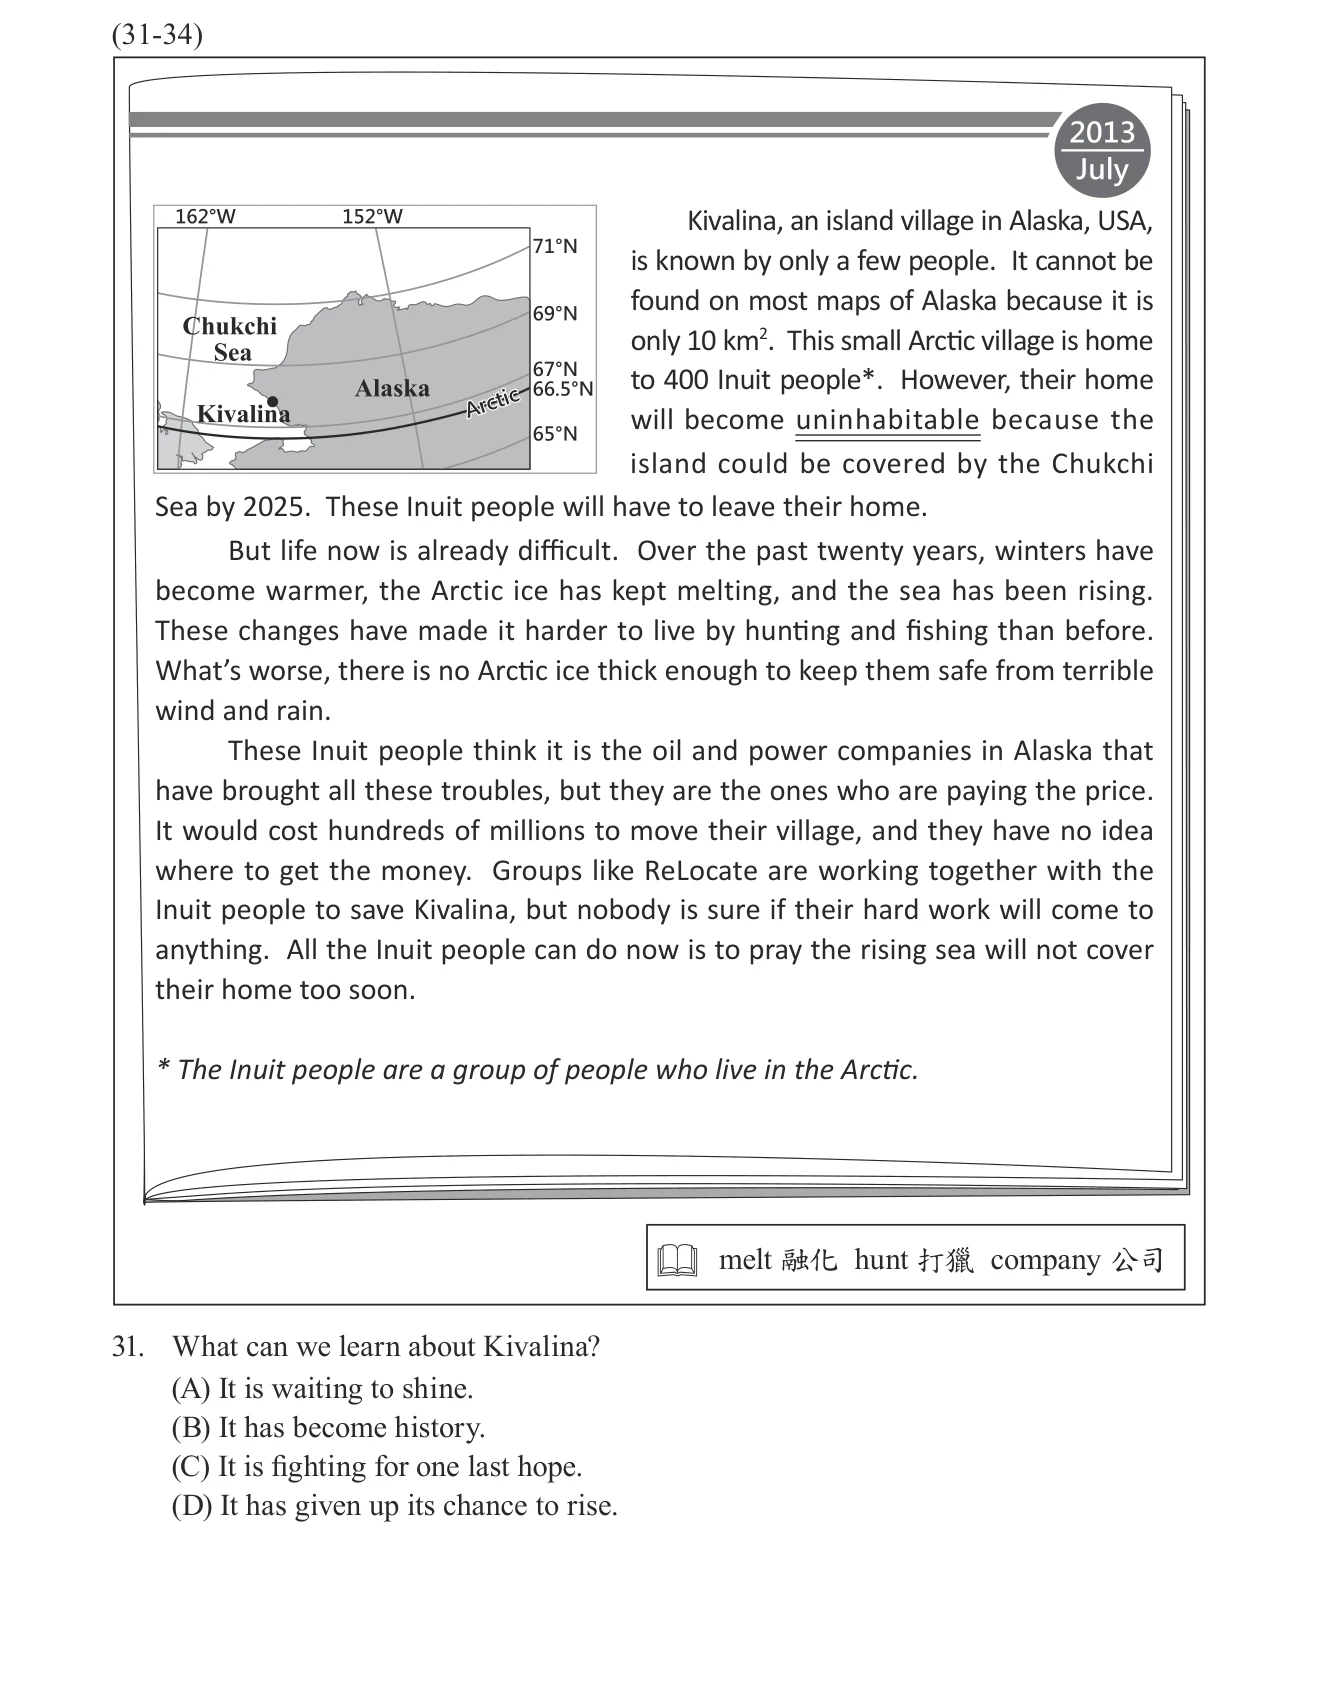 (31-34)
2013
July
162°W 152°W
71°N
69°N
67°N
66.5°N
65°N
Chukchi
Sea
Alaska
Arctic
Kivalina
Kivalina, an island village in Alaska, USA,
is known by only a few people. It cannot be
found on most maps of Alaska because it is
only 10 km². This small Arctic village is home
to 400 Inuit people*. However, their home
will become uninhabitable because the
island could be covered by the Chukchi
Sea by 2025. These Inuit people will have to leave their home.
But life now is already difficult. Over the past twenty years, winters have
become warmer, the Arctic ice has kept melting, and the sea has been rising.
These changes have made it harder to live by hunting and fishing than before.
What's worse, there is no Arctic ice thick enough to keep them safe from terrible
wind and rain.
These Inuit people think it is the oil and power companies in Alaska that
have brought all these troubles, but they are the ones who are paying the price.
It would cost hundreds of millions to move their village, and they have no idea
where to get the money. Groups like ReLocate are working together with the
Inuit people to save Kivalina, but nobody is sure if their hard work will come to
anything. All the Inuit people can do now is to pray the rising sea will not cover
their home too soon.
* The Inuit people are a group of people who live in the Arctic.
melt 融化 hunt 打獵 company 公司
31. What can we learn about Kivalina?
(A) It is waiting to shine.
(B) It has become history.
(C) It is fighting for one last hope.
(D) It has given up its chance to rise.